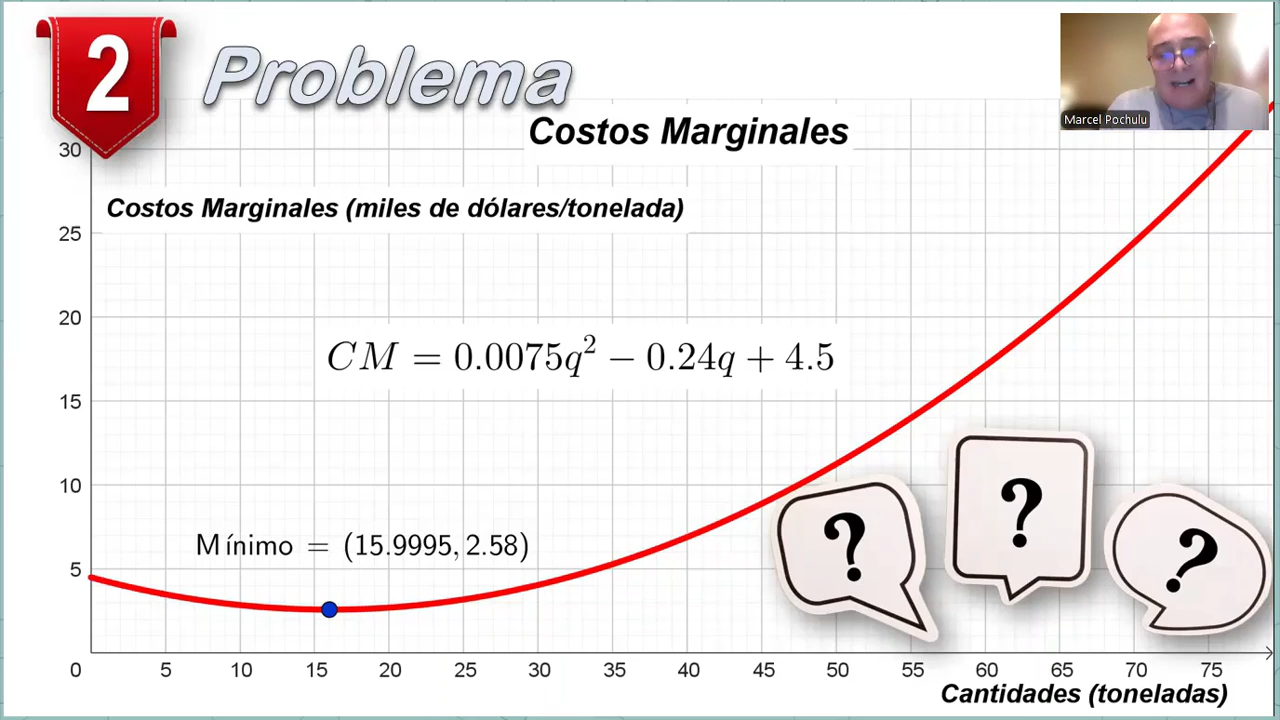 2
Problema
Costos Marginales
Marcel Pochulu
Costos Marginales (miles de dólares/tonelada)
30
25
20
15
10
5
CM = 0.0075q² − 0.24q + 4.5
Mínimo = (15.9995, 2.58)
? ? ?
0 5 10 15 20 25 30 35 40 45 50 55 60 65 70 75
Cantidades (toneladas)